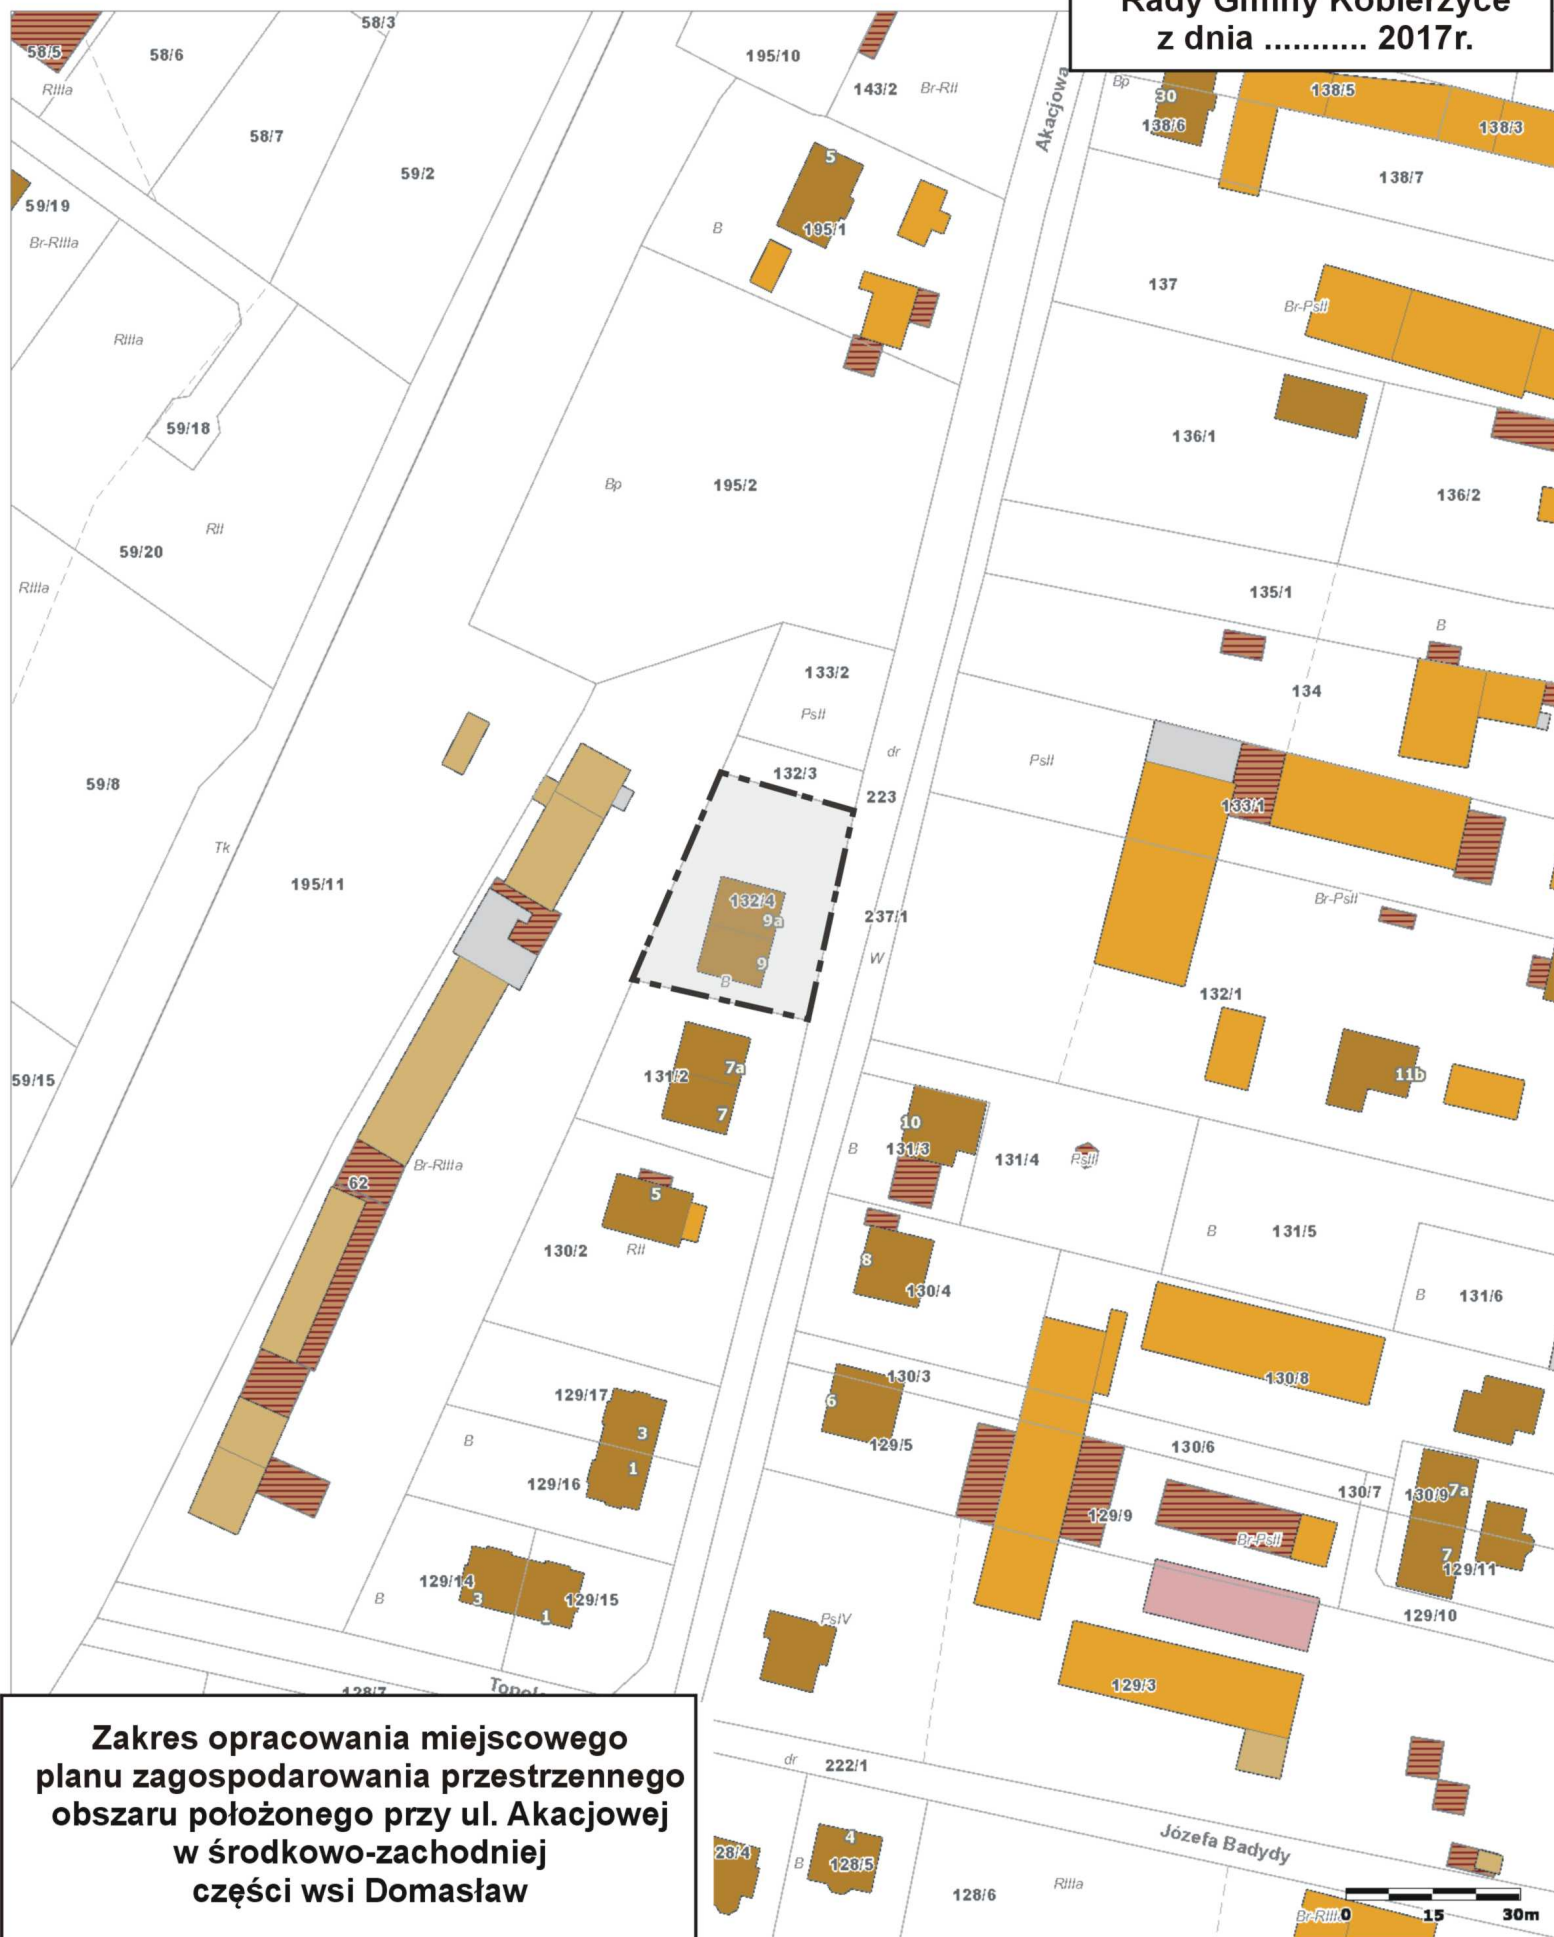 Rady Gminy Kobierzyce
z dnia ........... 2017r.
58/3
58/5
58/6
RIIIa
195/10
143/2
Br-RII
Akacjowa
Bp
30
138/6
138/5
138/3
58/7
59/2
138/7
59/19
Br-RIIIa
5
195/1
B
137
Br-PsII
RIIIa
59/18
136/1
195/2
Bp
136/2
RII
59/20
RIIIa
135/1
B
133/2
134
PsII
dr
PsII
132/3
223
59/8
133/1
Tk
195/11
132/4
9a
237/1
Br-PsII
9
W
B
132/1
59/15
7a
131/2
7
11b
10
B
131/3
131/4
PsII
Br-RIIIa
62
5
130/2
RII
B
131/5
8
130/4
B
131/6
130/3
130/8
129/17
6
3
B
129/5
130/6
1
129/16
130/7
130/9
7a
129/9
Br-PsII
7
129/11
129/14
3
B
129/15
1
129/10
PsIV
129/3
128/7
Zakres opracowania miejscowego
planu zagospodarowania przestrzennego
obszaru położonego przy ul. Akacjowej
w środkowo-zachodniej
części wsi Domasław
dr
222/1
Józefa Badydy
4
28/4
B
128/5
128/6
RIIIa
0
15
30m